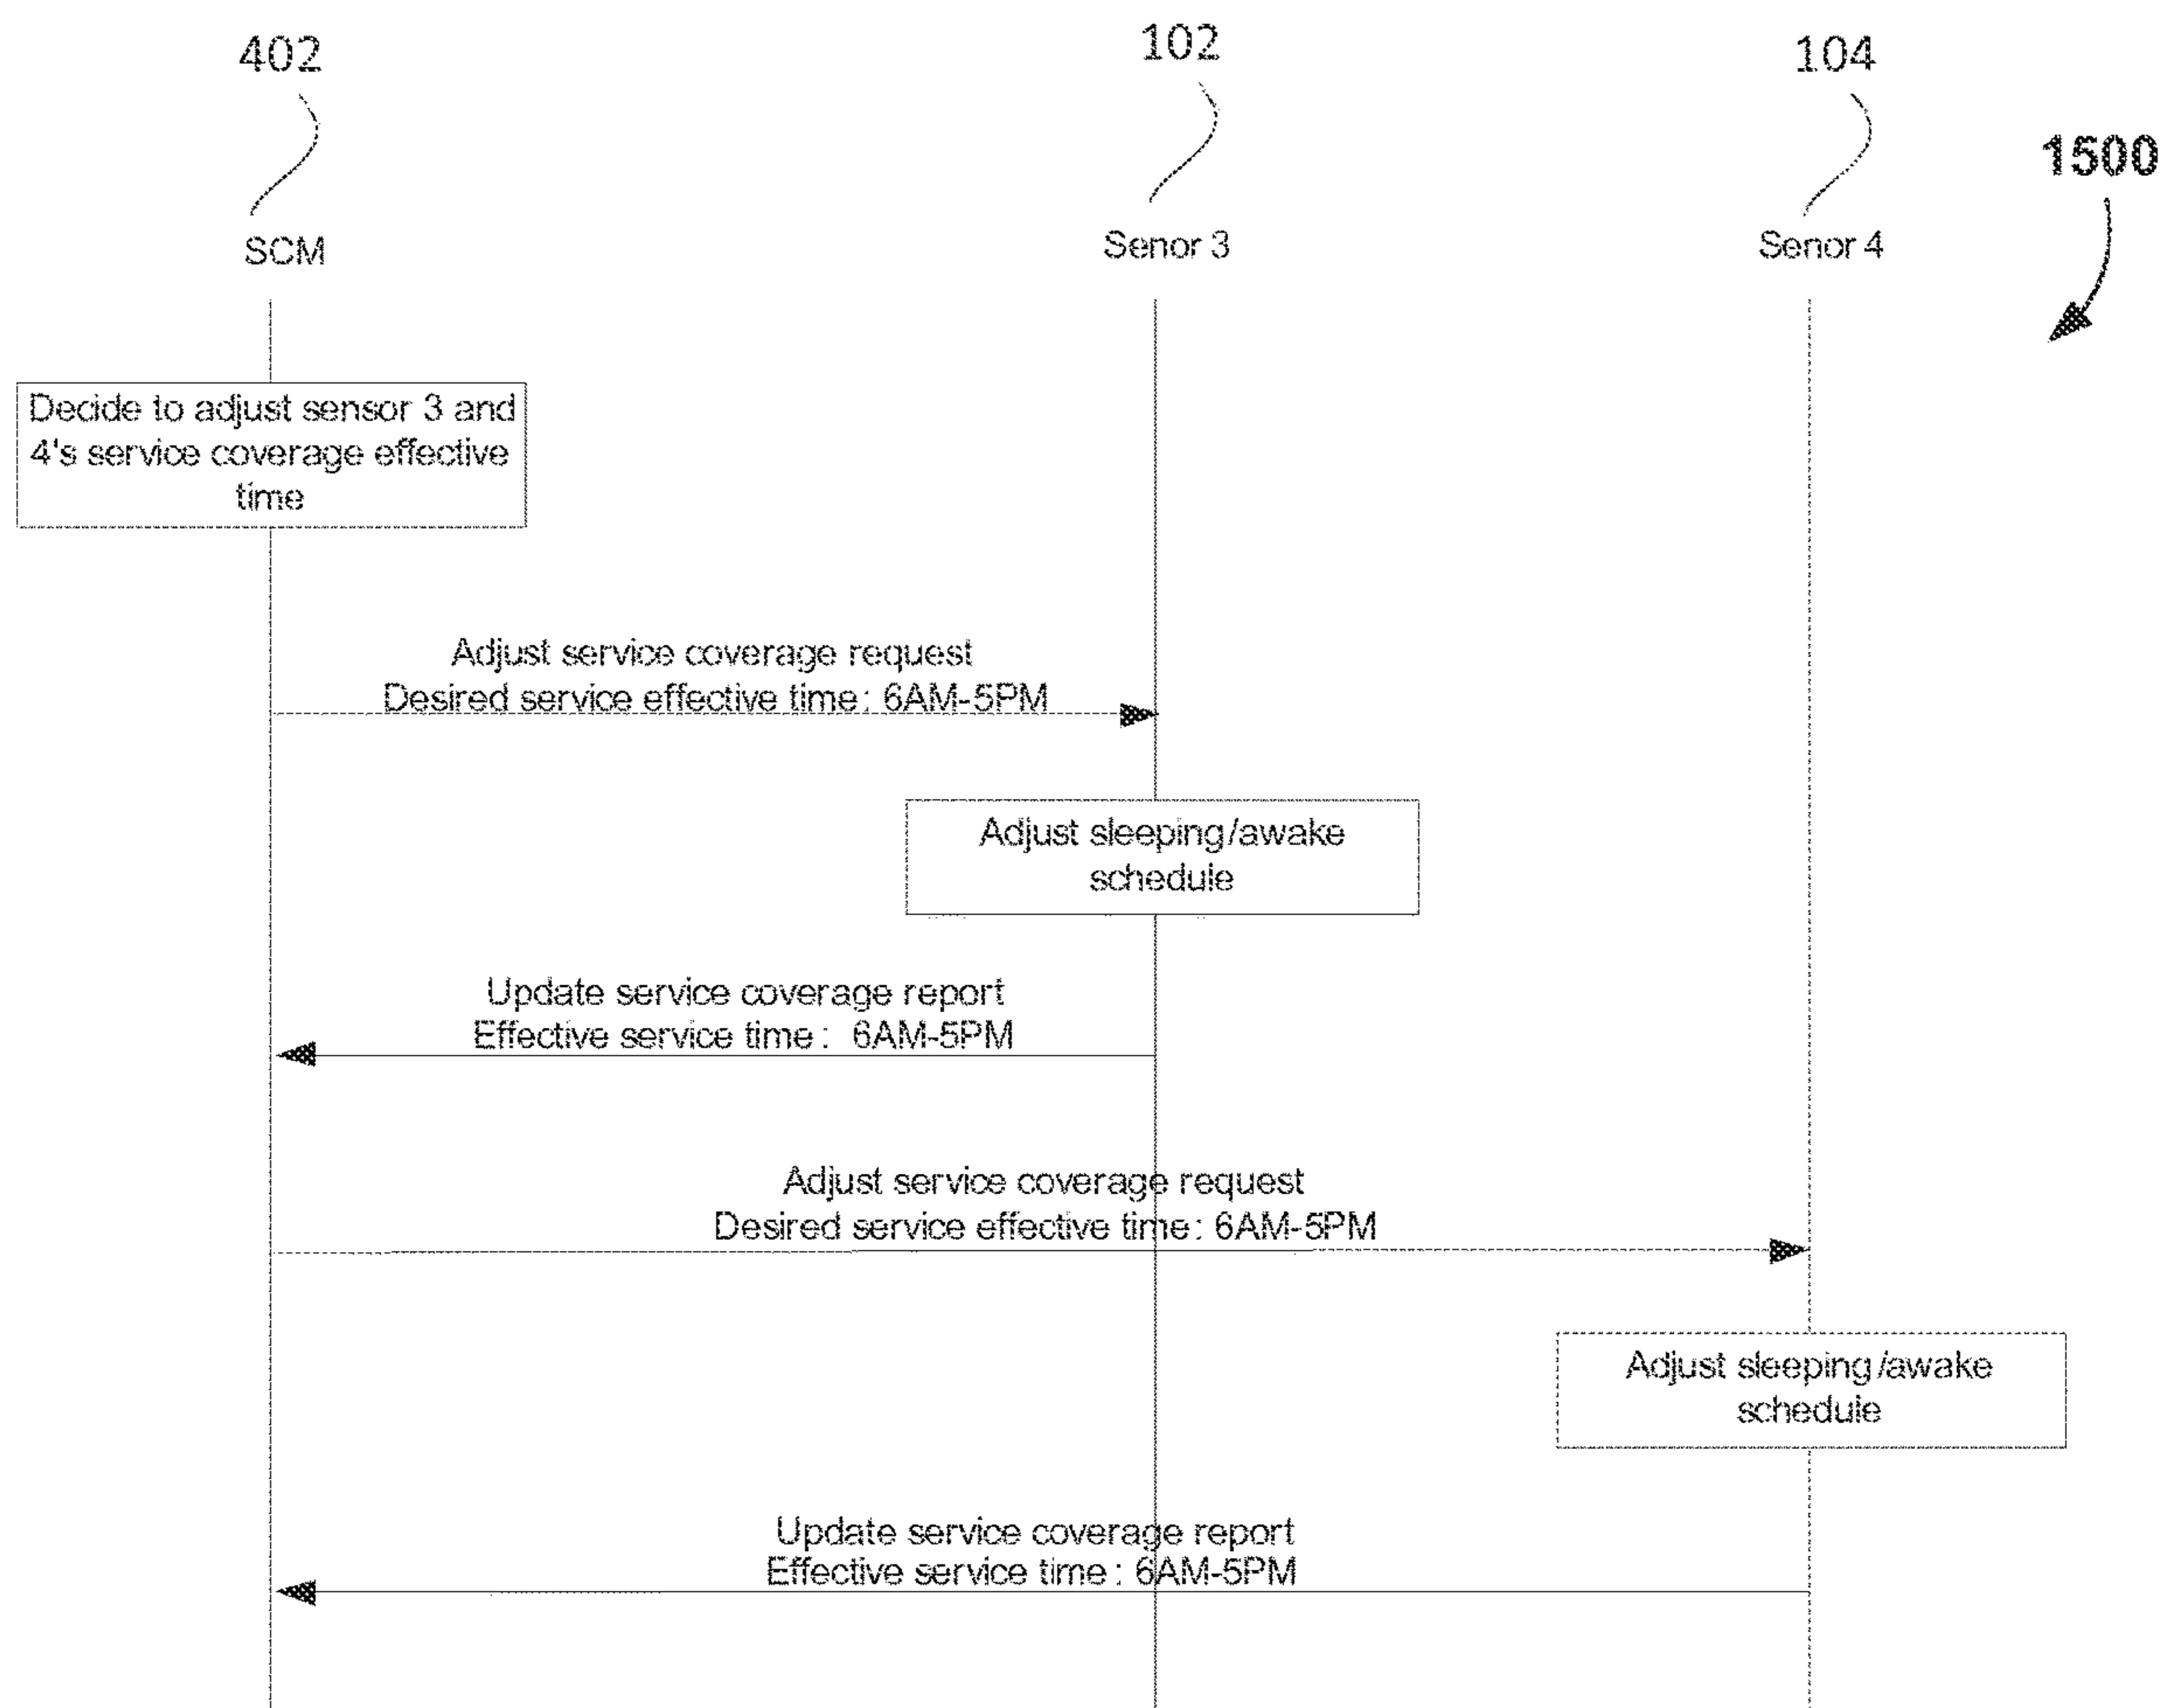 402
102
104
1500
SCM
Senor 3
Senor 4
Decide to adjust sensor 3 and
4's service coverage effective
time
Adjust service coverage request
Desired service effective time: 6AM-5PM
Adjust sleeping/awake
schedule
Update service coverage report
Effective service time: 6AM-5PM
Adjust service coverage request
Desired service effective time: 6AM-5PM
Adjust sleeping/awake
schedule
Update service coverage report
Effective service time: 6AM-5PM